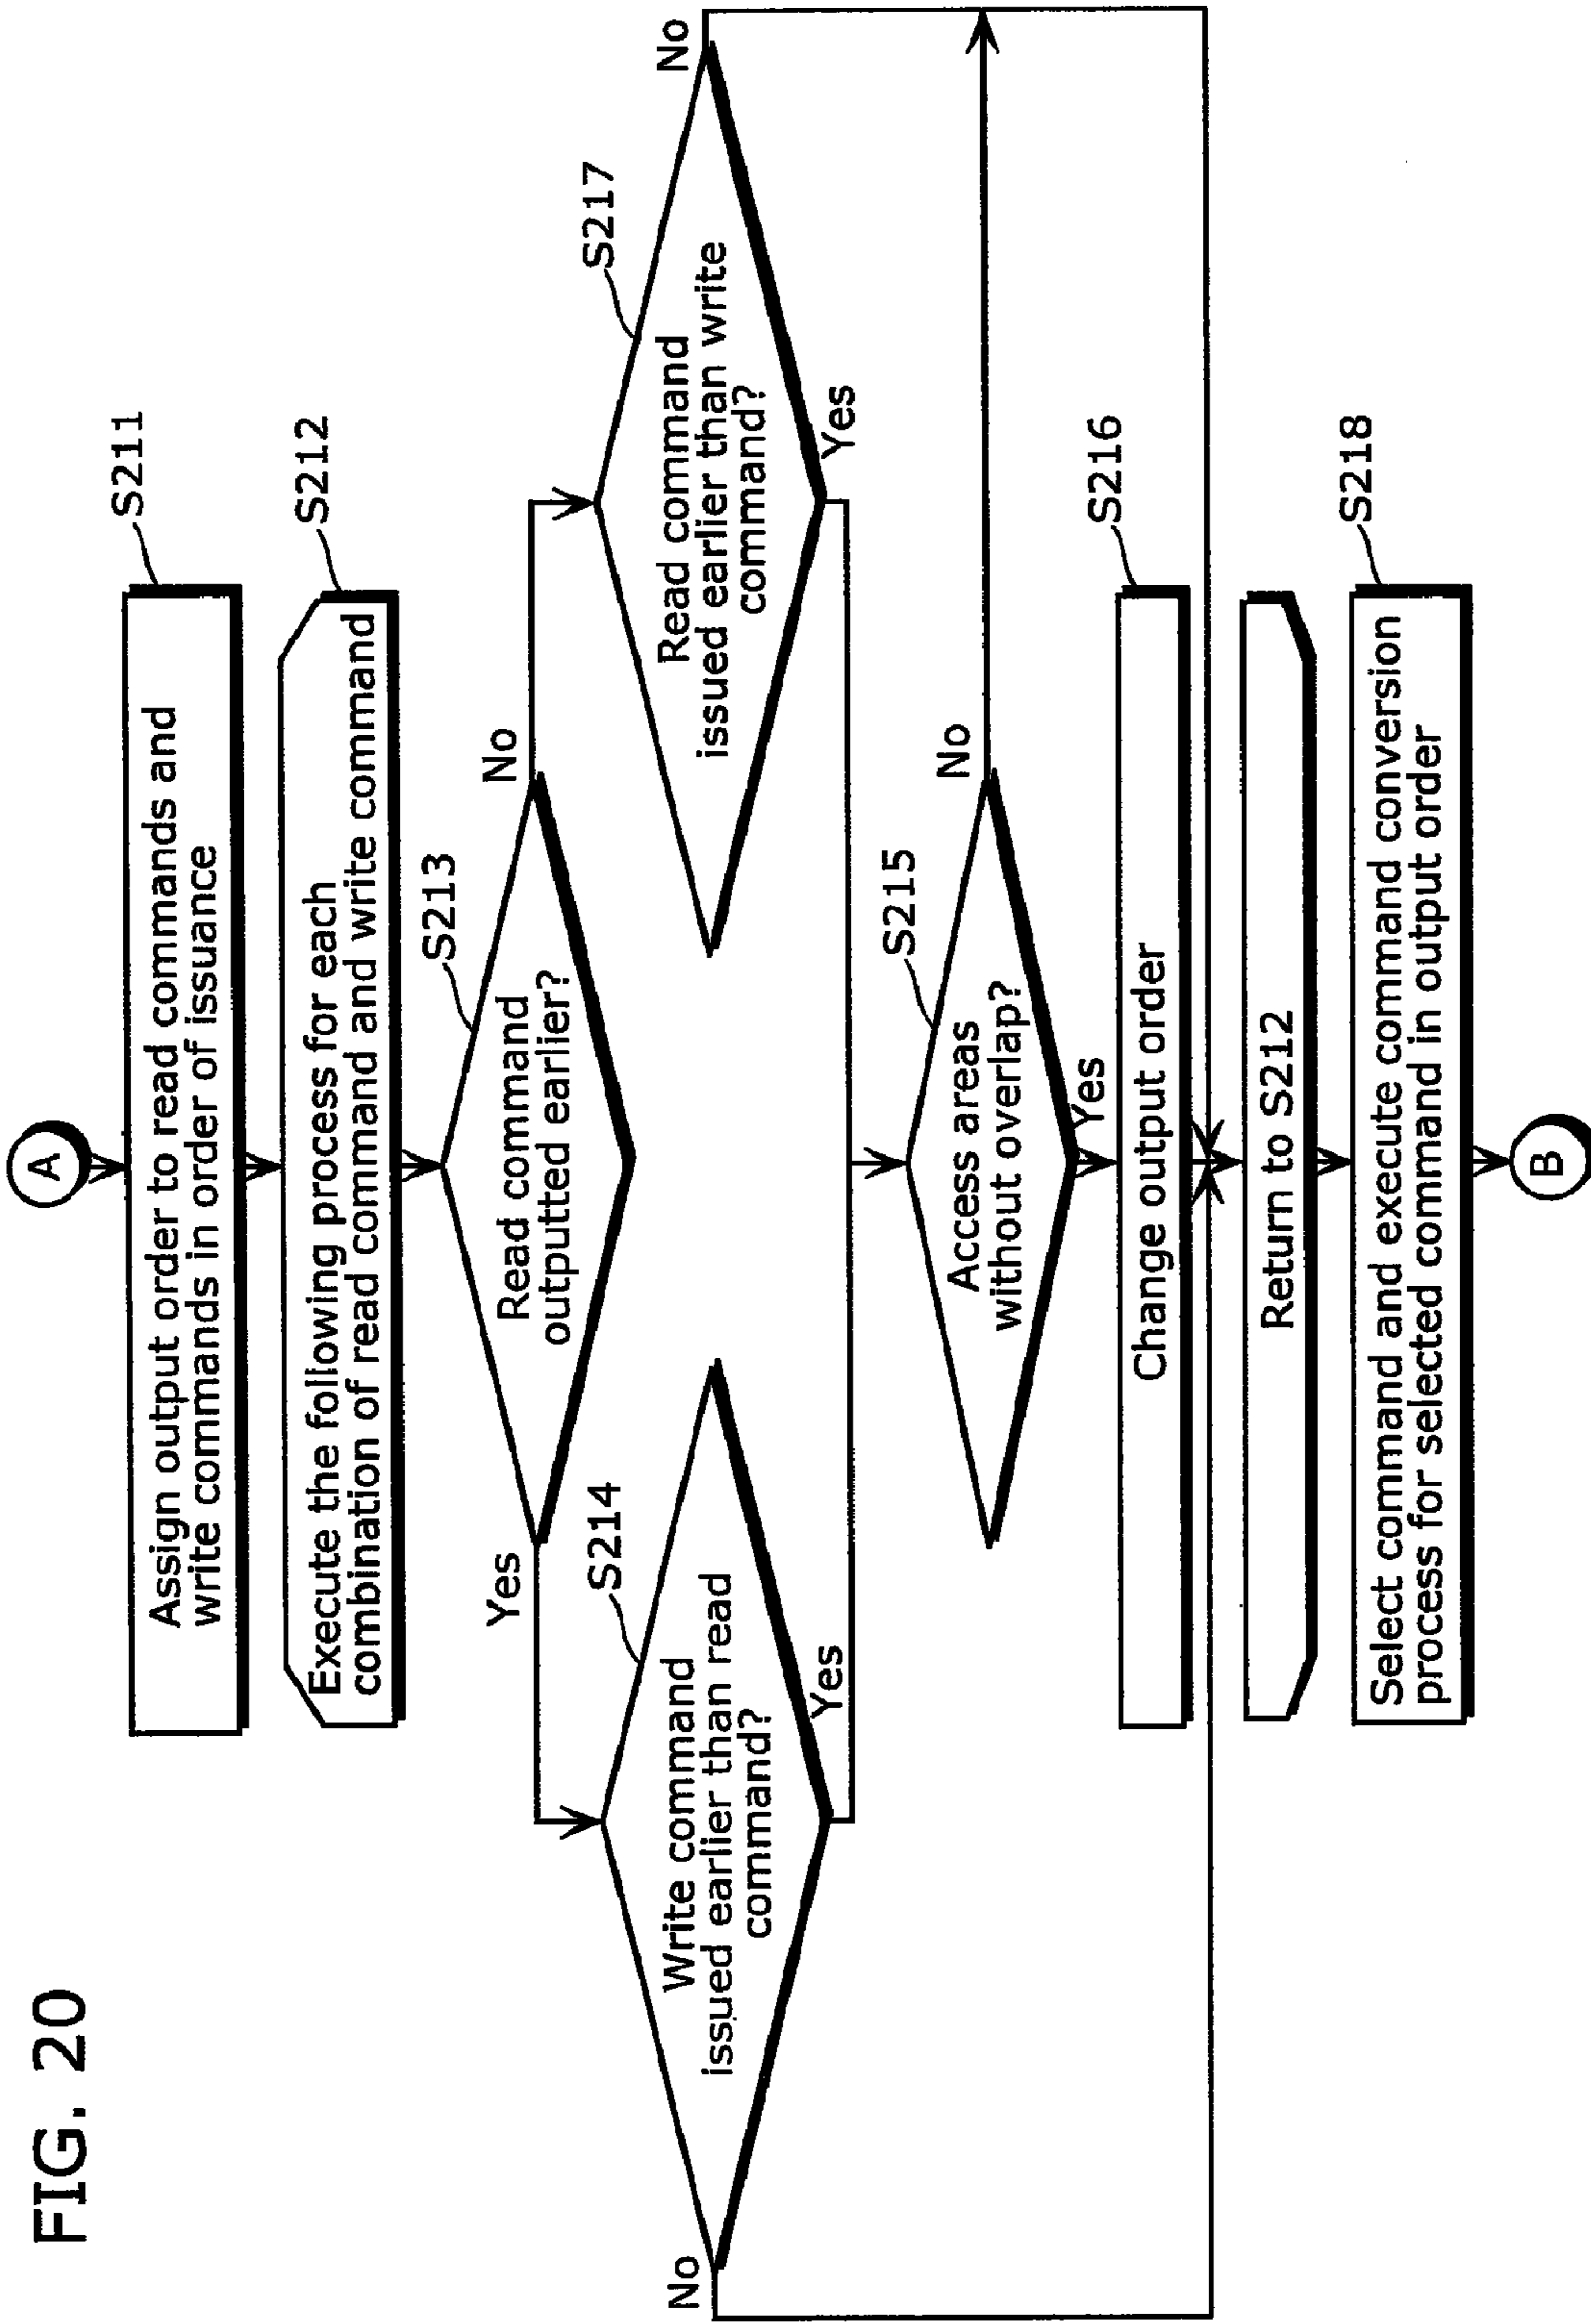 FIG. 20
A
Assign output order to read commands and
write commands in order of issuance
S211
Execute the following process for each
combination of read command and write command
S212
Read command
outputted earlier?
S213
Yes
No
Write command
issued earlier than read
command?
S214
No
Yes
Read command
issued earlier than write
command?
S217
No
Yes
Access areas
without overlap?
S215
No
Yes
Change output order
S216
Return to S212
Select command and execute command conversion
process for selected command in output order
S218
B